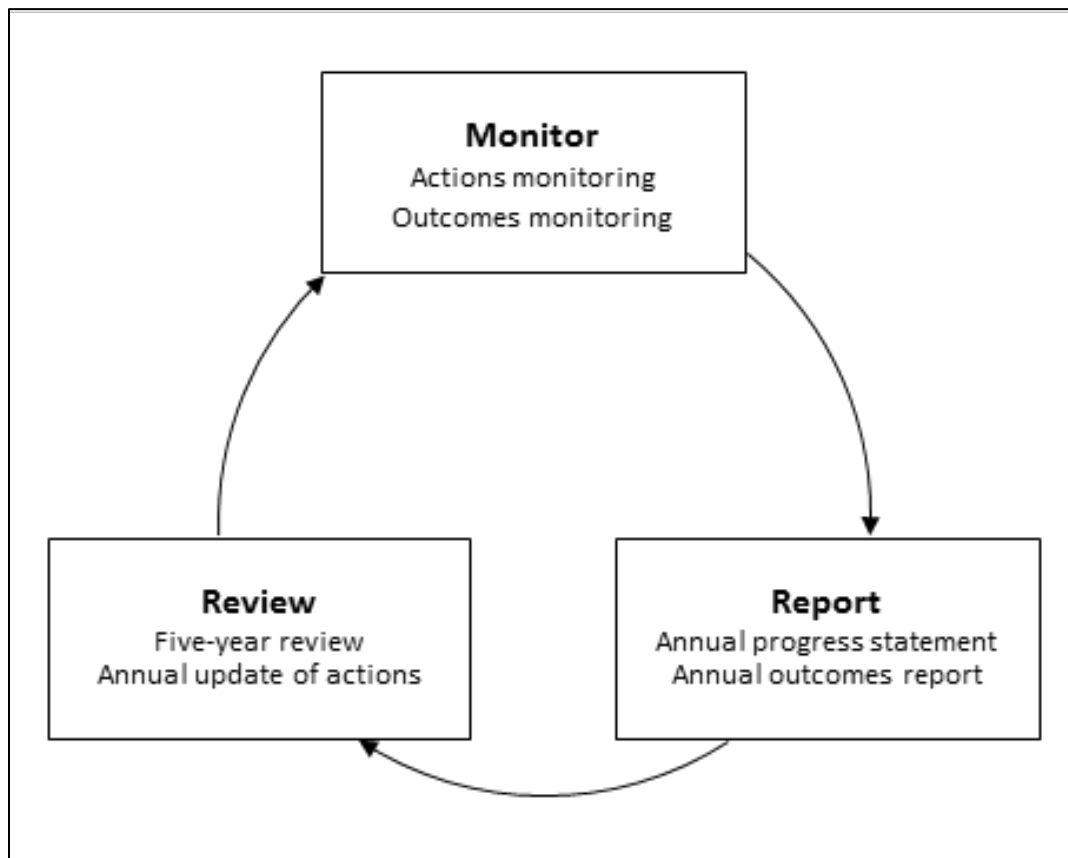 Monitor
Actions monitoring
Outcomes monitoring
Review
Five-year review
Annual update of actions
Report
Annual progress statement
Annual outcomes report